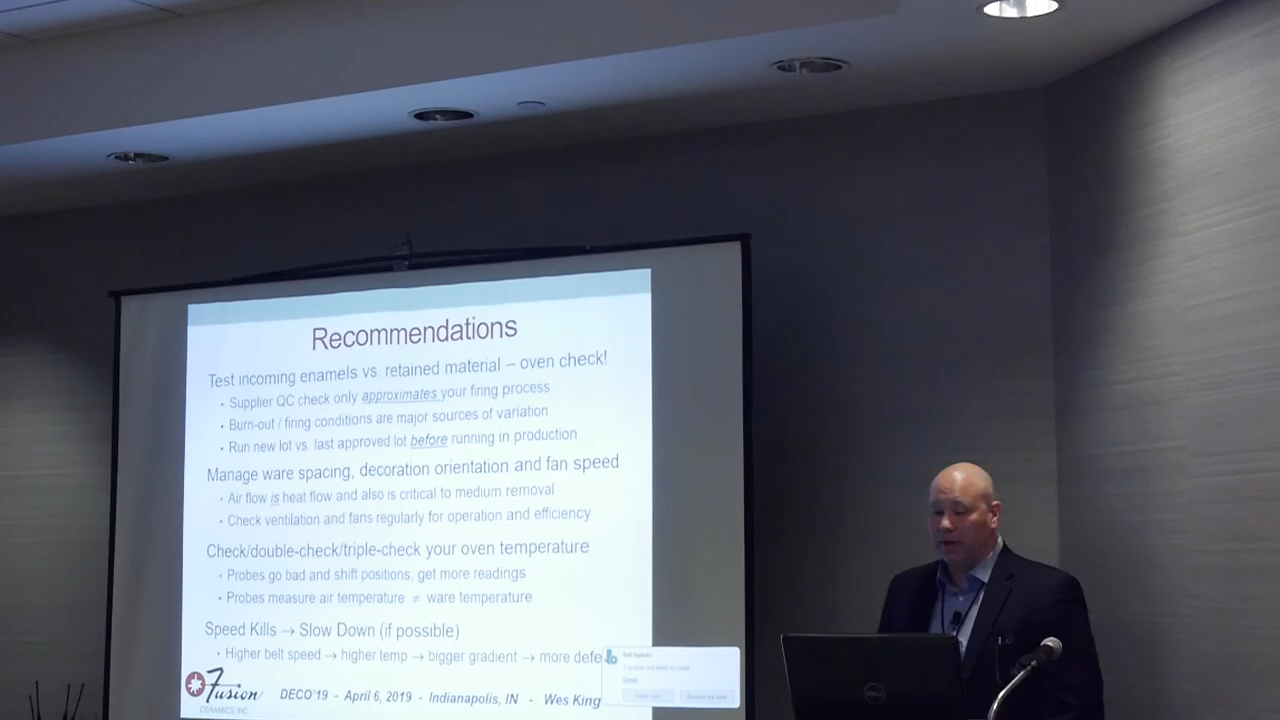 Recommendations
Test incoming enamels vs. retained material – oven check!
• Supplier QC check only approximates your firing process
• Burn-out / firing conditions are major sources of variation
• Run new lot vs. last approved lot before running in production
Manage ware spacing, decoration orientation and fan speed
• Air flow is heat flow and also is critical to medium removal
• Check ventilation and fans regularly for operation and efficiency
Check/double-check/triple-check your oven temperature
• Probes go bad and shift positions, get more readings
• Probes measure air temperature ≠ ware temperature
Speed Kills → Slow Down (if possible)
• Higher belt speed → higher temp → bigger gradient → more defe
Fusion
CERAMICS INC
DECO'19 - April 6, 2019 - Indianapolis, IN - Wes King
Dell Update
Details
DELL